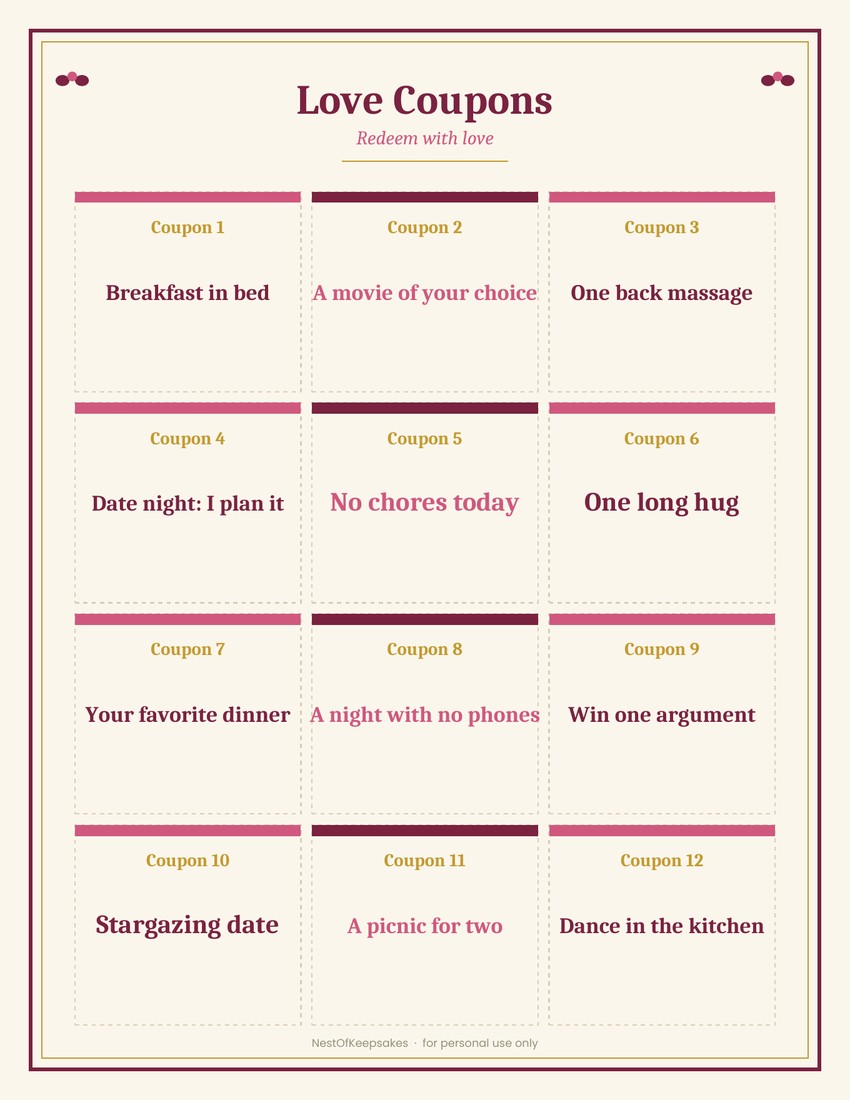 Love Coupons
Redeem with love
Coupon 1
Breakfast in bed
Coupon 2
A movie of your choice
Coupon 3
One back massage
Coupon 4
Date night: I plan it
Coupon 5
No chores today
Coupon 6
One long hug
Coupon 7
Your favorite dinner
Coupon 8
A night with no phones
Coupon 9
Win one argument
Coupon 10
Stargazing date
Coupon 11
A picnic for two
Coupon 12
Dance in the kitchen
NestOfKeepsakes · for personal use only